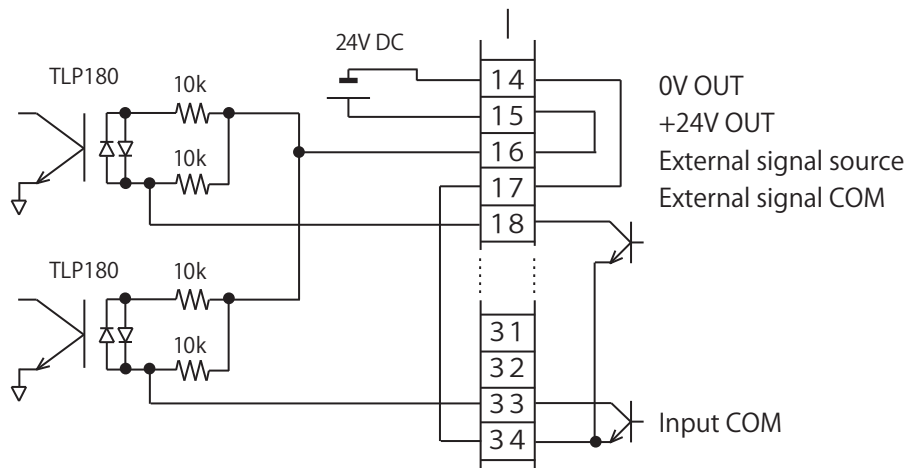 24V DC
TLP180
10k
10k
14
15
16
17
18
0V OUT
+24V OUT
External signal source
External signal COM
TLP180
10k
10k
31
32
33
34
Input COM